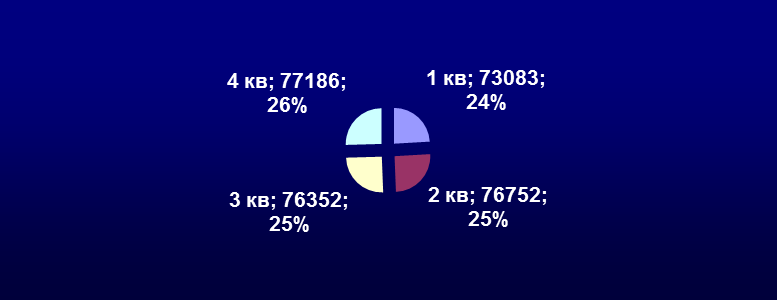 4 кв; 77186;
26%
1 кв; 73083;
24%
3 кв; 76352;
25%
2 кв; 76752;
25%